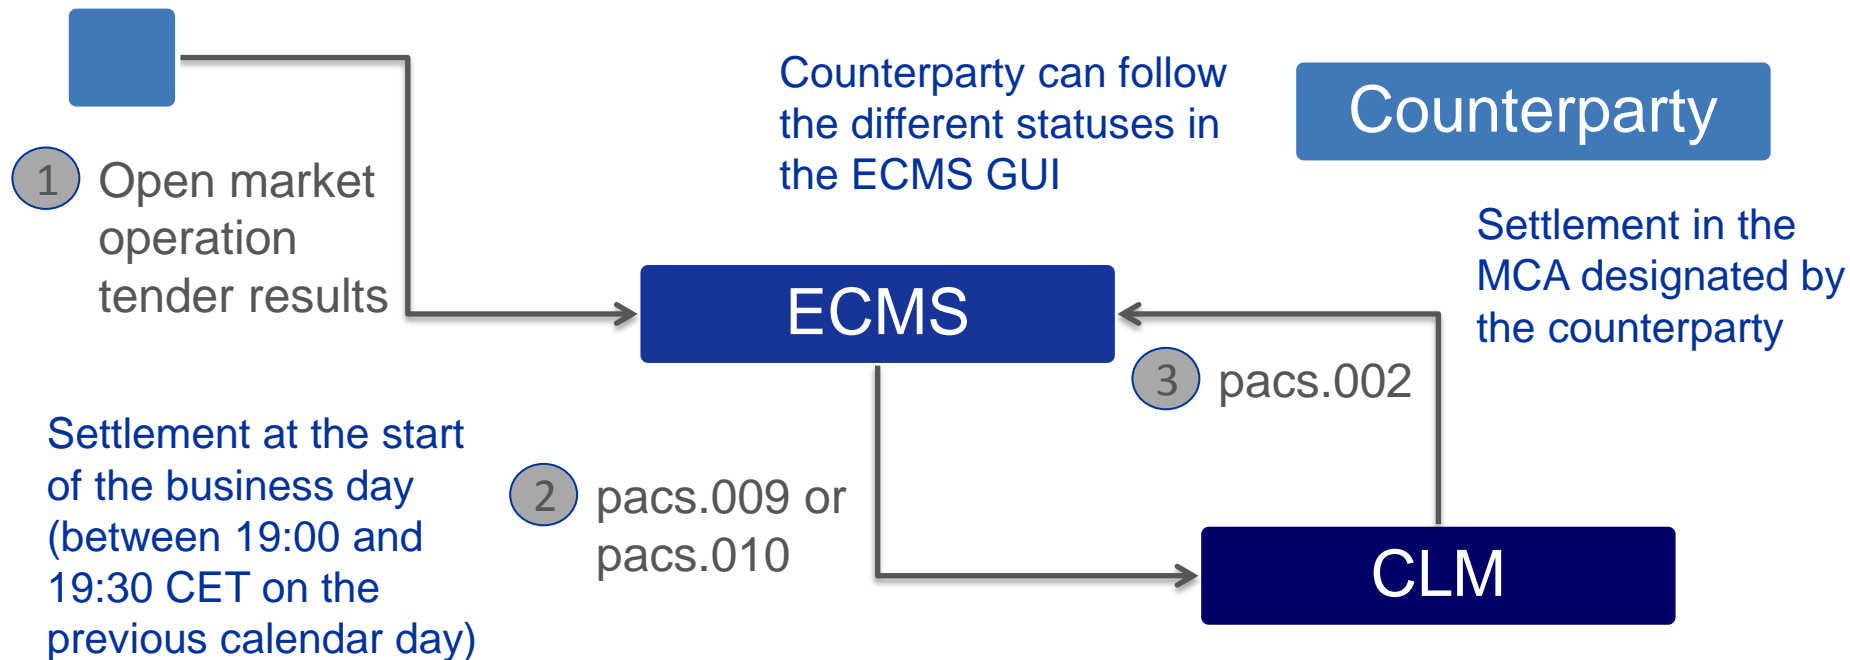 Counterparty can follow
the different statuses in
the ECMS GUI
Counterparty
1 Open market
operation
tender results
Settlement in the
MCA designated by
the counterparty
ECMS
3 pacs.002
Settlement at the start
of the business day
(between 19:00 and
19:30 CET on the
previous calendar day)
2 pacs.009 or
pacs.010
CLM